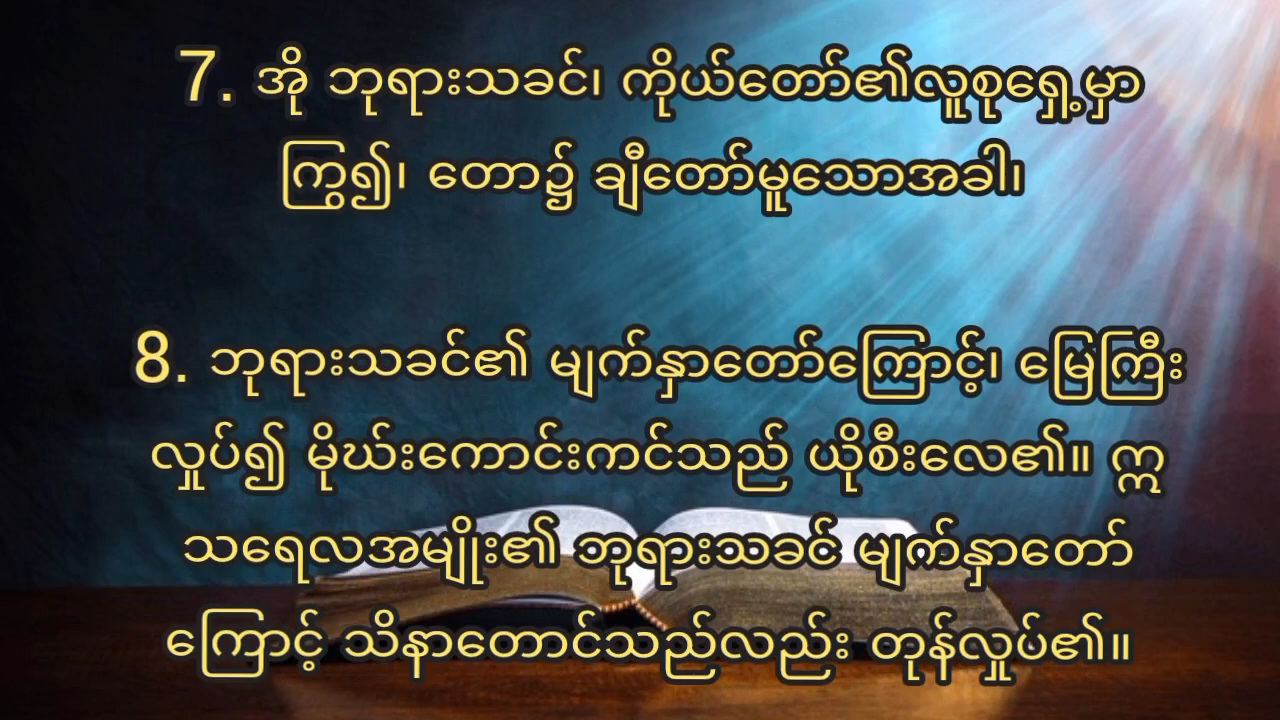 7. အို ဘုရားသခင်၊ ကိုယ်တော်၏လူစုရှေ့မှာ
ကြွ၍၊ တော၌ ချီတော်မူသောအခါ၊
8. ဘုရားသခင်၏ မျက်နှာတော်ကြောင့်၊ မြေကြီး
လှုပ်၍ မိုဃ်းကောင်းကင်သည် ယိုစီးလေ၏။ ဣ
သရေလအမျိုး၏ ဘုရားသခင် မျက်နှာတော်
ကြောင့် သိနာတောင်သည်လည်း တုန်လှုပ်၏။